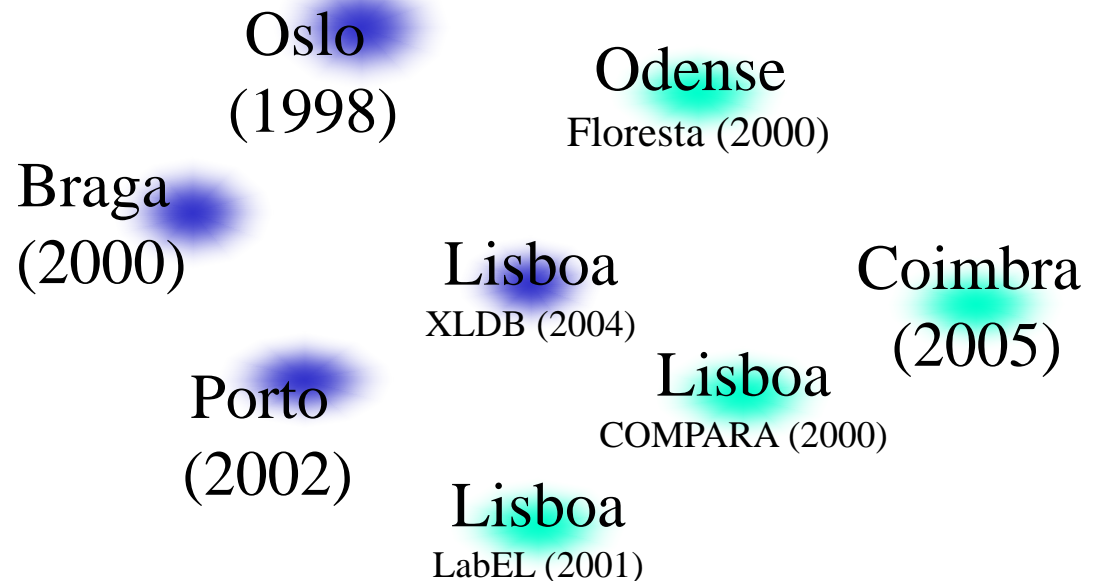 Oslo
(1998)
Odense
Floresta (2000)
Braga
(2000)
Lisboa
XLDB (2004)
Coimbra
(2005)
Lisboa
COMPARA (2000)
Porto
(2002)
Lisboa
LabEL (2001)